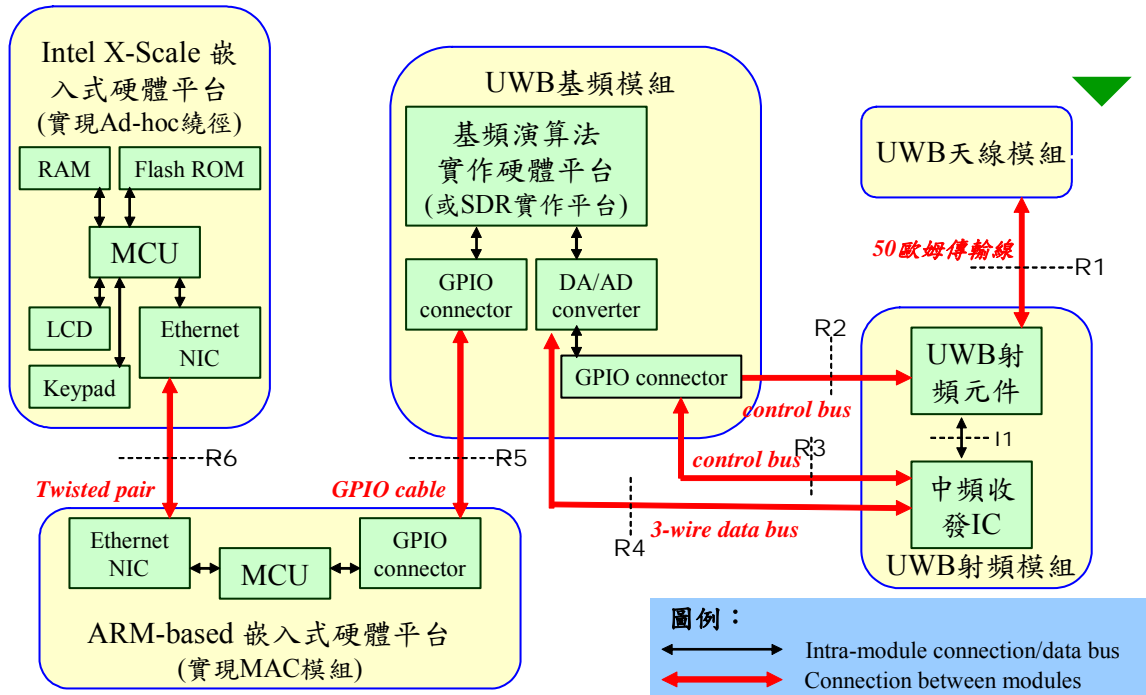 Intel X-Scale 嵌
入式硬體平台
(實現Ad-hoc繞徑)
RAM
Flash ROM
MCU
LCD
Ethernet
NIC
Keypad
R6
Twisted pair
UWB基頻模組
基頻演算法
實作硬體平台
(或SDR實作平台)
GPIO
connector
DA/AD
converter
GPIO connector
R5
GPIO cable
UWB天線模組
50歐姆傳輸線
R1
R2
control bus
UWB射
頻元件
I1
R3
control bus
中頻收
發IC
R4
3-wire data bus
UWB射頻模組
Ethernet
NIC
MCU
GPIO
connector
ARM-based 嵌入式硬體平台
(實現MAC模組)
圖例：
Intra-module connection/data bus
Connection between modules